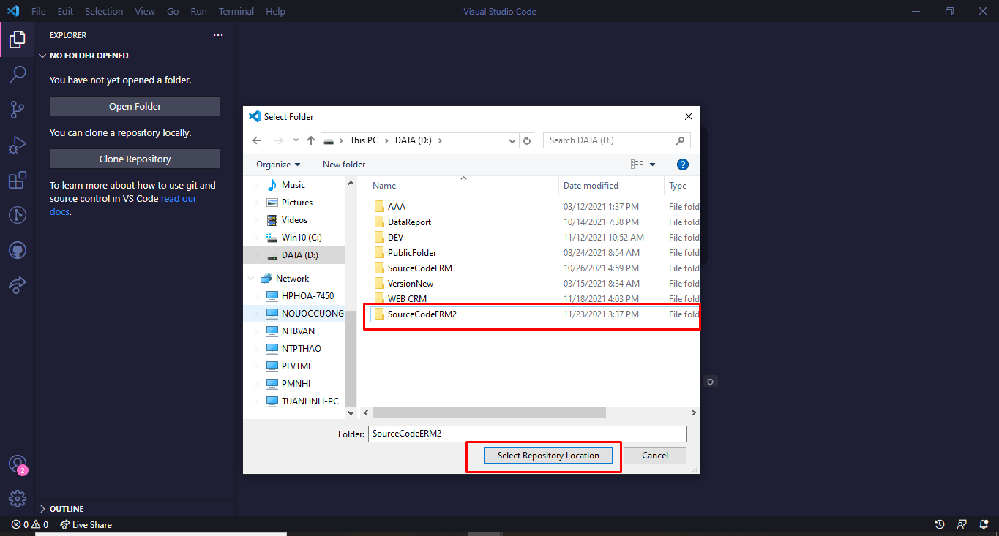 File Edit Selection View Go Run Terminal Help Visual Studio Code
EXPLORER ...
NO FOLDER OPENED
You have not yet opened a folder.
Open Folder
You can clone a repository locally.
Clone Repository
To learn more about how to use git and
source control in VS Code read our
docs.
Select Folder
This PC > DATA (D:) >
Search DATA (D:)
Organize New folder ?
Music
Pictures
Videos
Win10 (C:)
DATA (D:)
Network
HPHOA-7450
NQUOCCUONG
NTBVAN
NTPTHAO
PLVTMI
PMNHI
TUANLINH-PC
Name Date modified Type
AAA 03/12/2021 1:37 PM File fold
DataReport 10/14/2021 7:38 PM File fold
DEV 11/12/2021 10:52 AM File fold
PublicFolder 08/24/2021 8:54 AM File fold
SourceCodeERM 10/26/2021 4:59 PM File fold
VersionNew 03/15/2021 8:34 AM File fold
WEB CRM 11/18/2021 4:03 PM File fold
SourceCodeERM2 11/23/2021 3:37 PM File fold
O
Folder: SourceCodeERM2
Select Repository Location Cancel
2
OUTLINE
0 0 Live Share